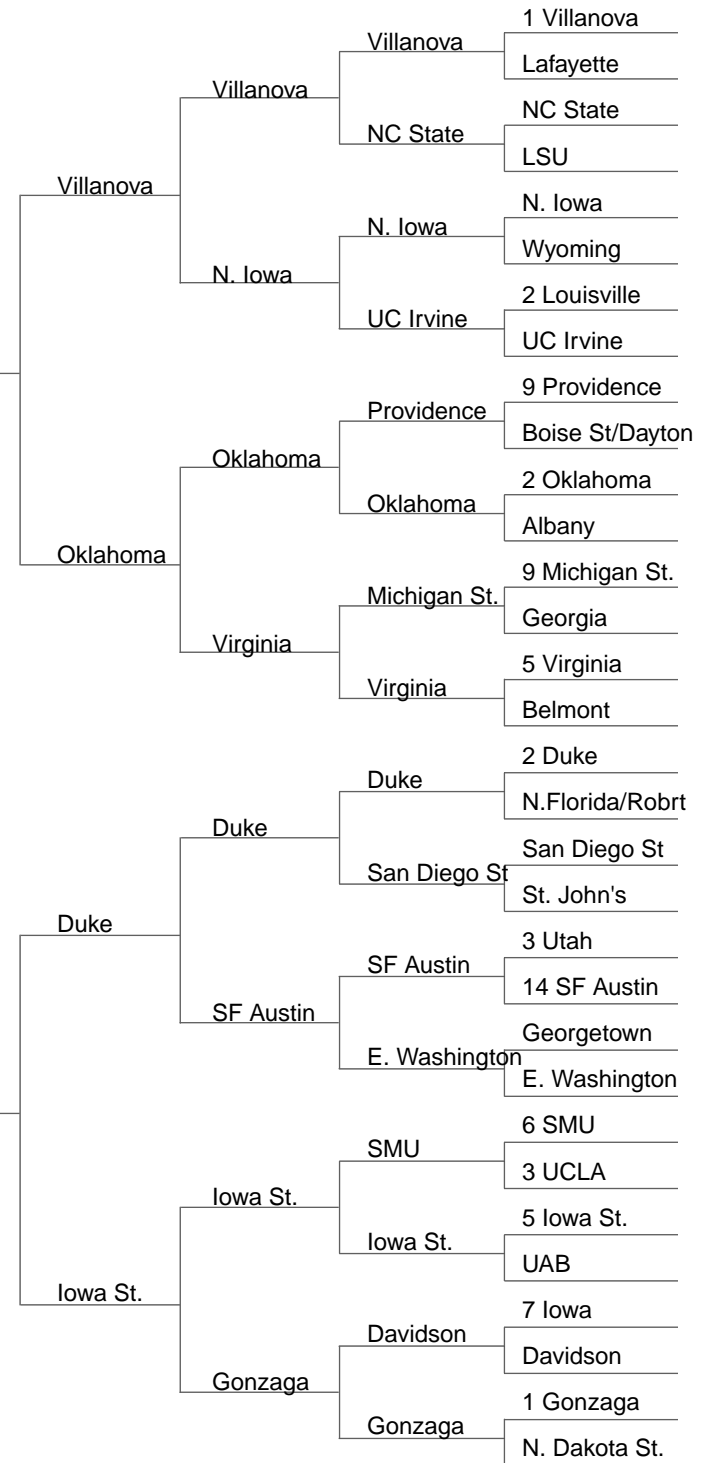 1 Villanova
Villanova
Lafayette
Villanova
NC State
NC State
LSU
Villanova
N. Iowa
N. Iowa
Wyoming
N. Iowa
2 Louisville
UC Irvine
UC Irvine
9 Providence
Providence
Boise St/Dayton
Oklahoma
2 Oklahoma
Oklahoma
Albany
Oklahoma
9 Michigan St.
Michigan St.
Georgia
Virginia
5 Virginia
Virginia
Belmont
2 Duke
Duke
N.Florida/Robrt
Duke
San Diego St
San Diego St
St. John's
Duke
3 Utah
SF Austin
14 SF Austin
SF Austin
Georgetown
E. Washington
E. Washington
6 SMU
SMU
3 UCLA
Iowa St.
5 Iowa St.
Iowa St.
UAB
Iowa St.
7 Iowa
Davidson
Davidson
Gonzaga
1 Gonzaga
Gonzaga
N. Dakota St.